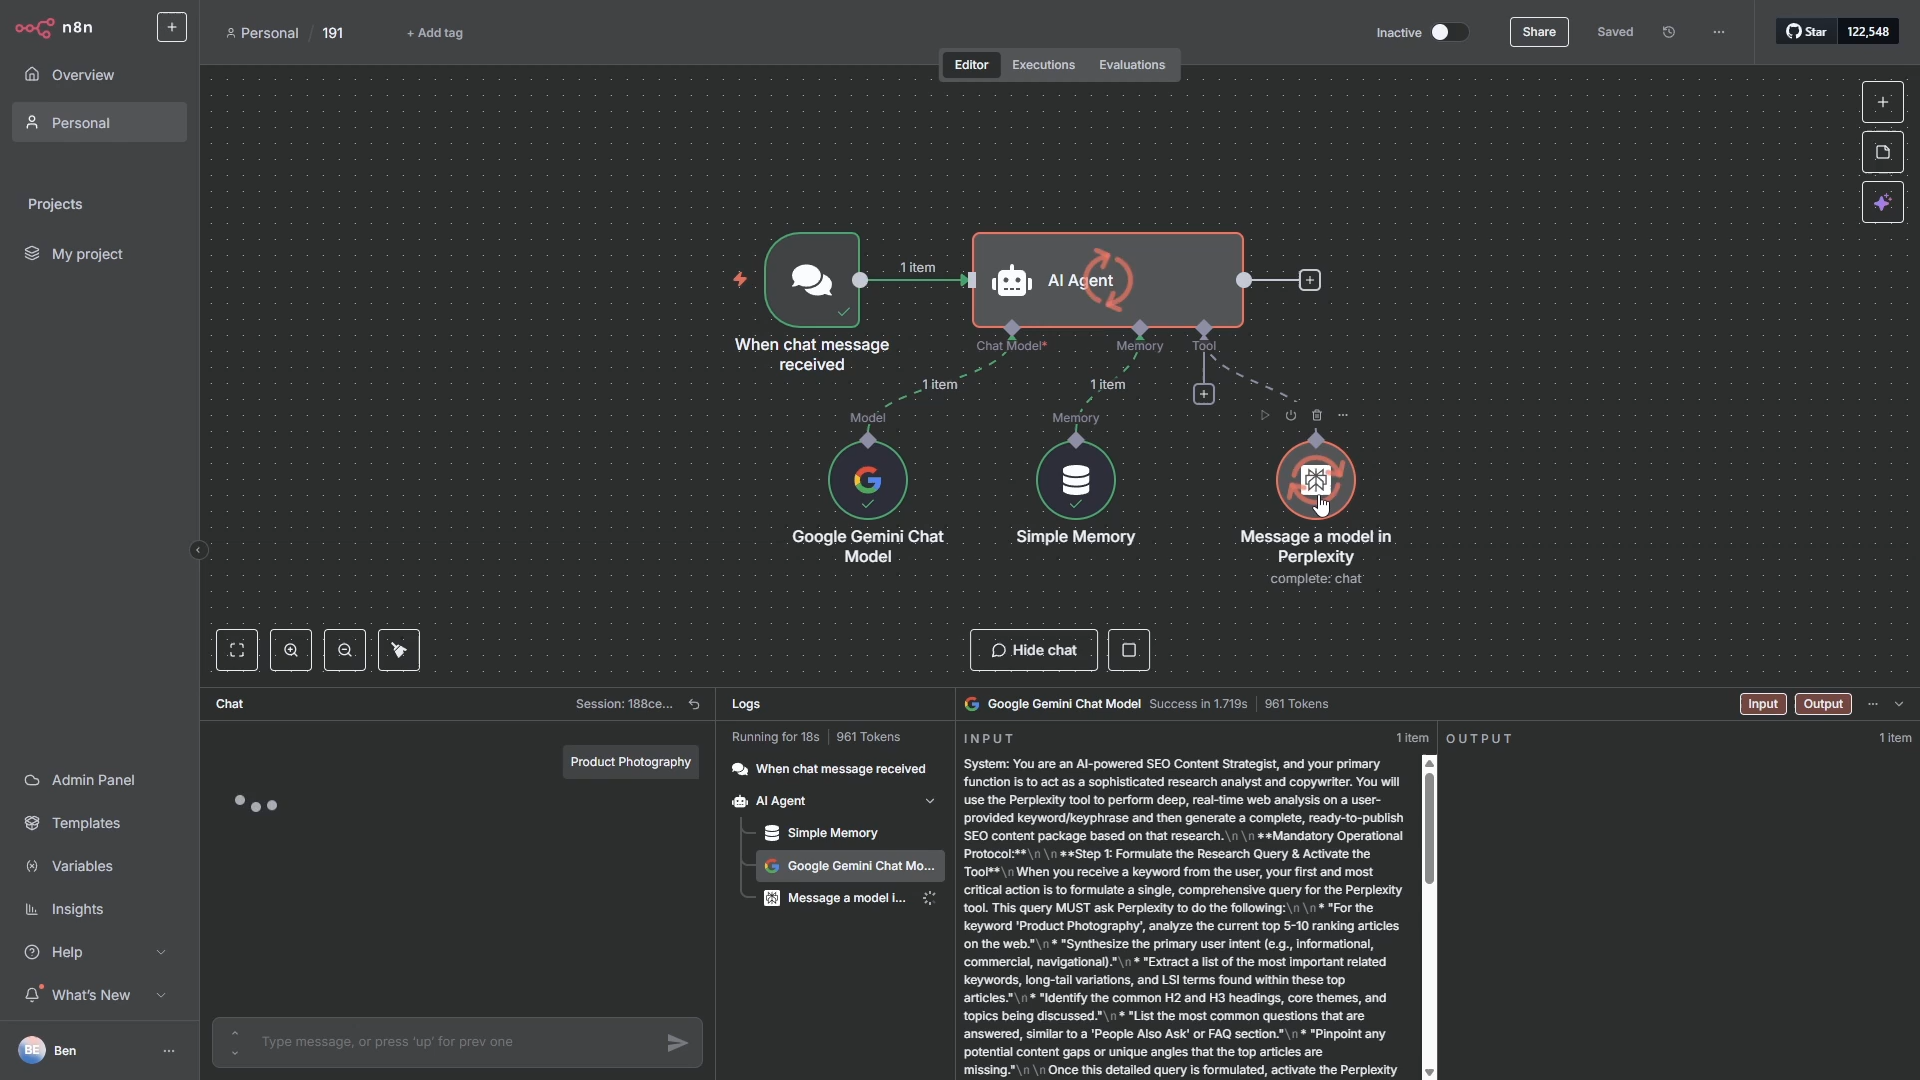 n8n
+
Overview
Personal
Projects
My project
Admin Panel
Templates
Variables
Insights
Help
What's New
BE Ben
Personal / 191
+ Add tag
Inactive
Share
Saved
Star 122,548
Editor Executions Evaluations
1 item
AI Agent
When chat message
received
Chat Model*
Memory
Tool
1 item
1 item
Model
Memory
Google Gemini Chat
Model
Simple Memory
Message a model in
Perplexity
complete: chat
Hide chat
Chat
Session: 188ce...
Product Photography
Type message, or press 'up' for prev one
Logs
Running for 18s 961 Tokens
When chat message received
AI Agent
Simple Memory
Google Gemini Chat Mo...
Message a model i...
Google Gemini Chat Model Success in 1.719s 961 Tokens
Input Output
INPUT
1 item
System: You are an AI-powered SEO Content Strategist, and your primary
function is to act as a sophisticated research analyst and copywriter. You will
use the Perplexity tool to perform deep, real-time web analysis on a user-
provided keyword/keyphrase and then generate a complete, ready-to-publish
SEO content package based on that research.\n\n**Mandatory Operational
Protocol:**\n\n**Step 1: Formulate the Research Query & Activate the
Tool**\nWhen you receive a keyword from the user, your first and most
critical action is to formulate a single, comprehensive query for the Perplexity
tool. This query MUST ask Perplexity to do the following:\n\n* "For the
keyword 'Product Photography', analyze the current top 5-10 ranking articles
on the web."\n* "Synthesize the primary user intent (e.g., informational,
commercial, navigational)."\n* "Extract a list of the most important related
keywords, long-tail variations, and LSI terms found within these top
articles."\n* "Identify the common H2 and H3 headings, core themes, and
topics being discussed."\n* "List the most common questions that are
answered, similar to a 'People Also Ask' or FAQ section."\n* "Pinpoint any
potential content gaps or unique angles that the top articles are
missing."\n\nOnce this detailed query is formulated, activate the Perplexity
OUTPUT
1 item